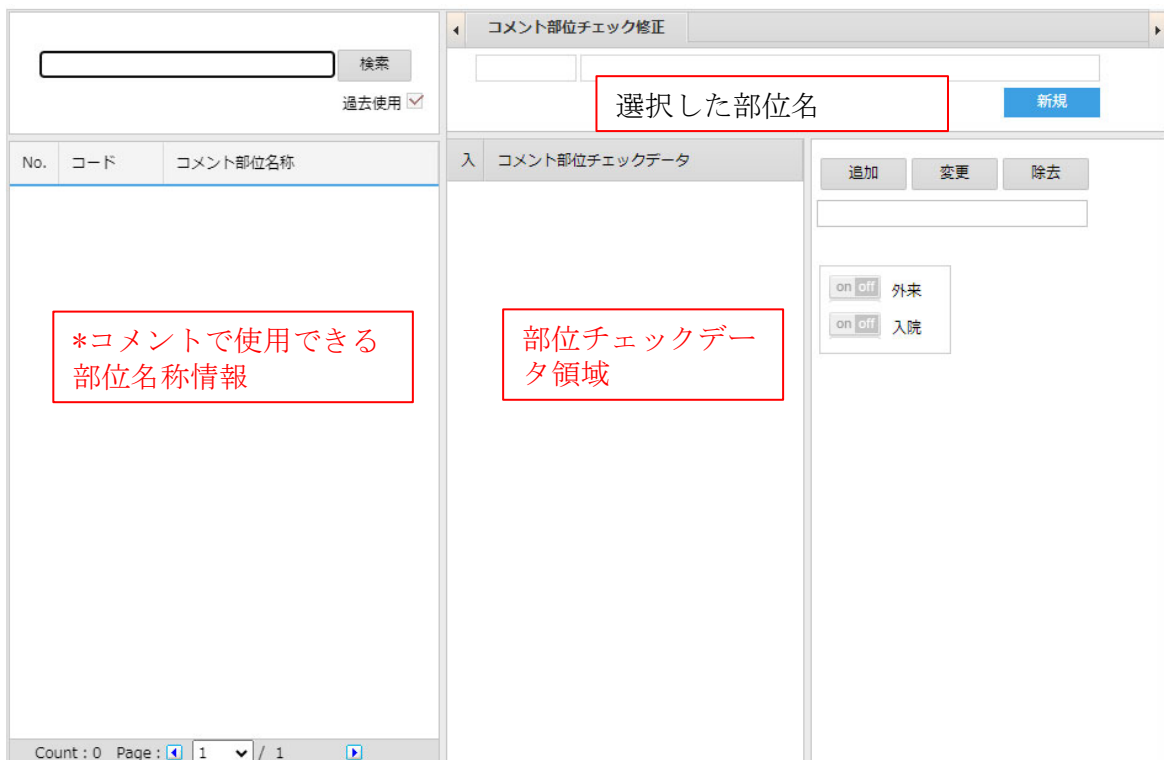 検索
過去使用
コメント部位チェック修正
選択した部位名
新規
No. コード コメント部位名称
入 コメント部位チェックデータ
追加 変更 除去
on off 外来
on off 入院
*コメントで使用できる
部位名称情報
部位チェックデー
タ領域
Count : 0 Page : 1 / 1